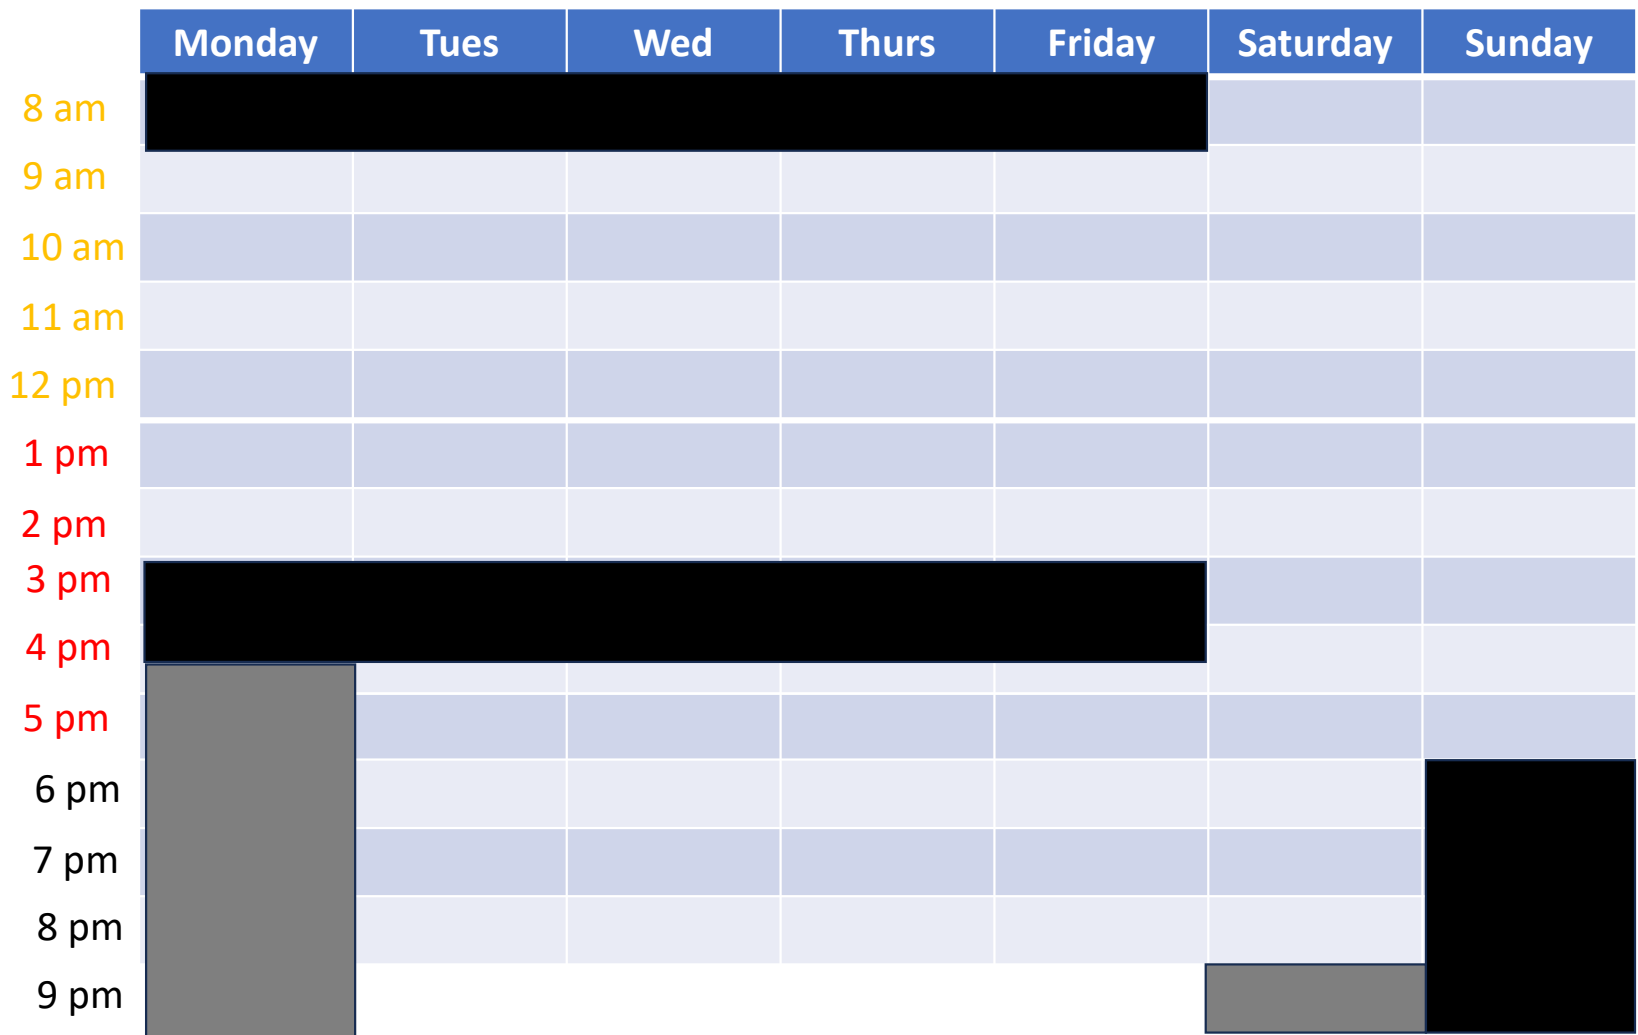 Monday Tues Wed Thurs Friday Saturday Sunday
8 am
9 am
10 am
11 am
12 pm
1 pm
2 pm
3 pm
4 pm
5 pm
6 pm
7 pm
8 pm
9 pm